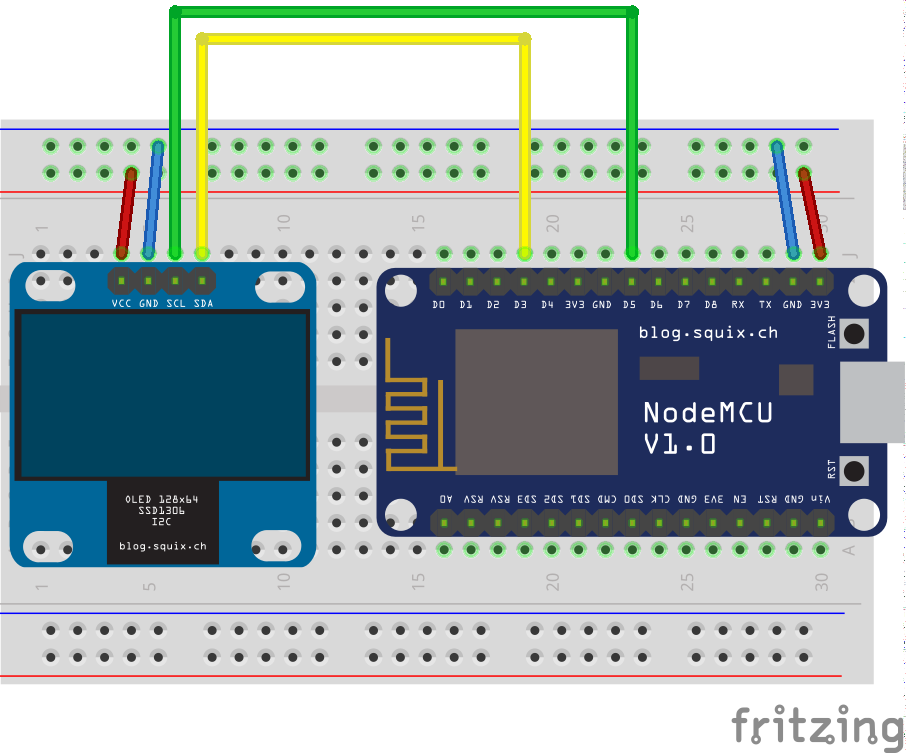 1 10 15 20 25 30
J J
VCC GND SCL SDA
D0 D1 D2 D3 D4 3V3 GND D5 D6 D7 D8 RX TX GND 3V3
blog.squix.ch
FLASH
NodeMCU
V1.0
RST
OLED 128x64
SSD1306
I2C
blog.squix.ch
A0 RSV RSV SD3 SD2 SD1 CMD SD0 CLK GND 3V3 EN RST GND Vin
A
1 5 10 15 20 25 30
fritzing